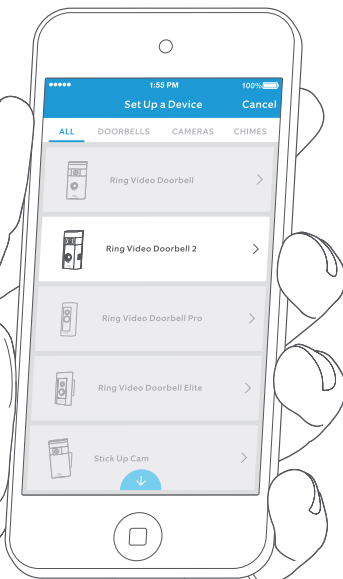 1:55 PM 100%
Set Up a Device Cancel
ALL DOORBELLS CAMERAS CHIMES
Ring Video Doorbell
Ring Video Doorbell 2
Ring Video Doorbell Pro
Ring Video Doorbell Elite
Stick Up Cam